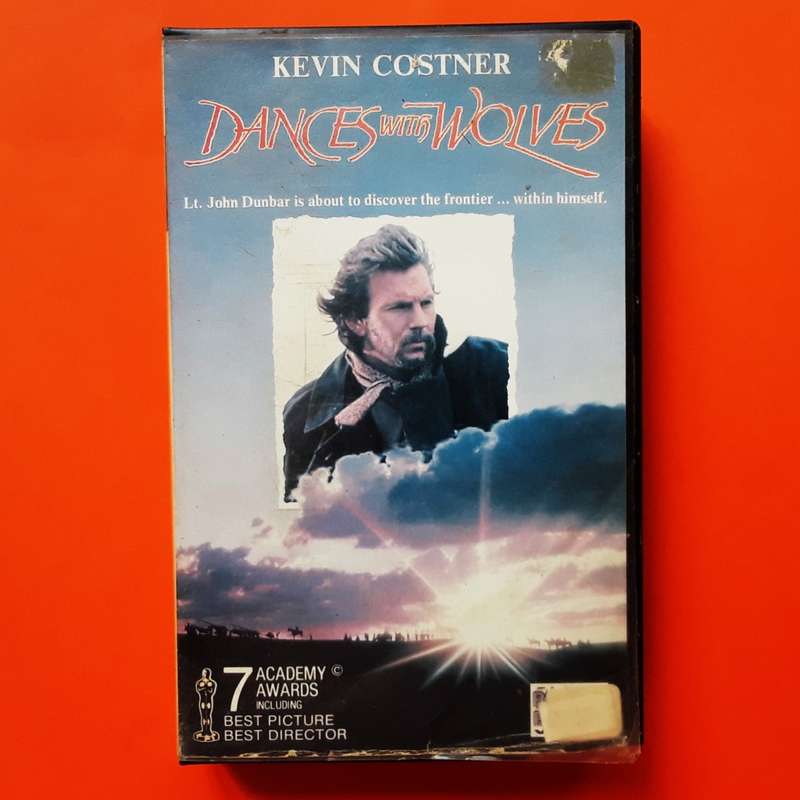 KEVIN COSTNER
DANCES WITH WOLVES
Lt. John Dunbar is about to discover the frontier ... within himself.
7 ACADEMY ©
AWARDS
INCLUDING
BEST PICTURE
BEST DIRECTOR